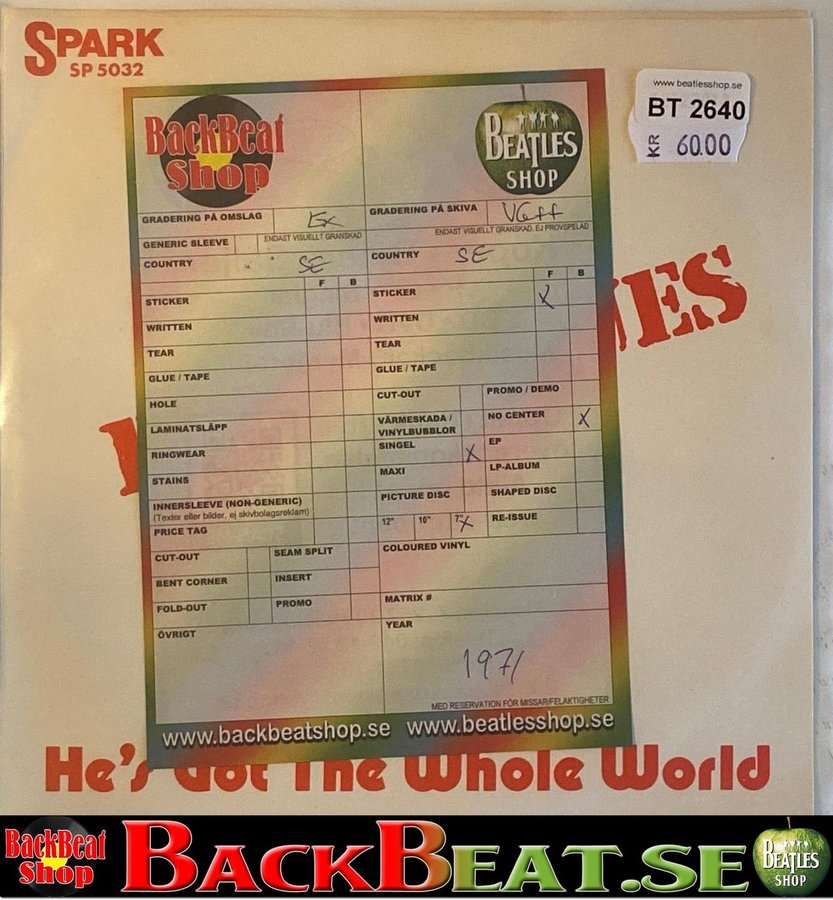 SPARK
SP 5032
www.beatlesshop.se
BT 2640
KR 60.00
BackBeat
Shop
BEATLES
SHOP
GRADERING PÅ OMSLAG Ex
GRADERING PÅ SKIVA VG++
ENDAST VISUELLT GRANSKAD
ENDAST VISUELLT GRANSKAD, EJ PROVSPELAD
GENERIC SLEEVE
COUNTRY SE
COUNTRY SE
F B
F B
STICKER
STICKER X
WRITTEN
WRITTEN
TEAR
TEAR
GLUE / TAPE
GLUE / TAPE
HOLE
CUT-OUT
PROMO / DEMO
LAMINATSLÄPP
VÄRMESKADA /
VINYLBUBBLOR
NO CENTER X
RINGWEAR
SINGEL X
EP
STAINS
MAXI
LP-ALBUM
INNERSLEEVE (NON-GENERIC)
(Texter eller bilder, ej skivbolagsreklam)
PICTURE DISC
SHAPED DISC
PRICE TAG
12" 10" 7" X
RE-ISSUE
CUT-OUT
SEAM SPLIT
COLOURED VINYL
BENT CORNER
INSERT
FOLD-OUT
PROMO
MATRIX #
ÖVRIGT
YEAR
1971
MED RESERVATION FÖR MISSAR/FELAKTIGHETER
www.backbeatshop.se www.beatlesshop.se
He's Got The Whole World
BackBeat
Shop
BACKBEAT.SE
BEATLES
SHOP